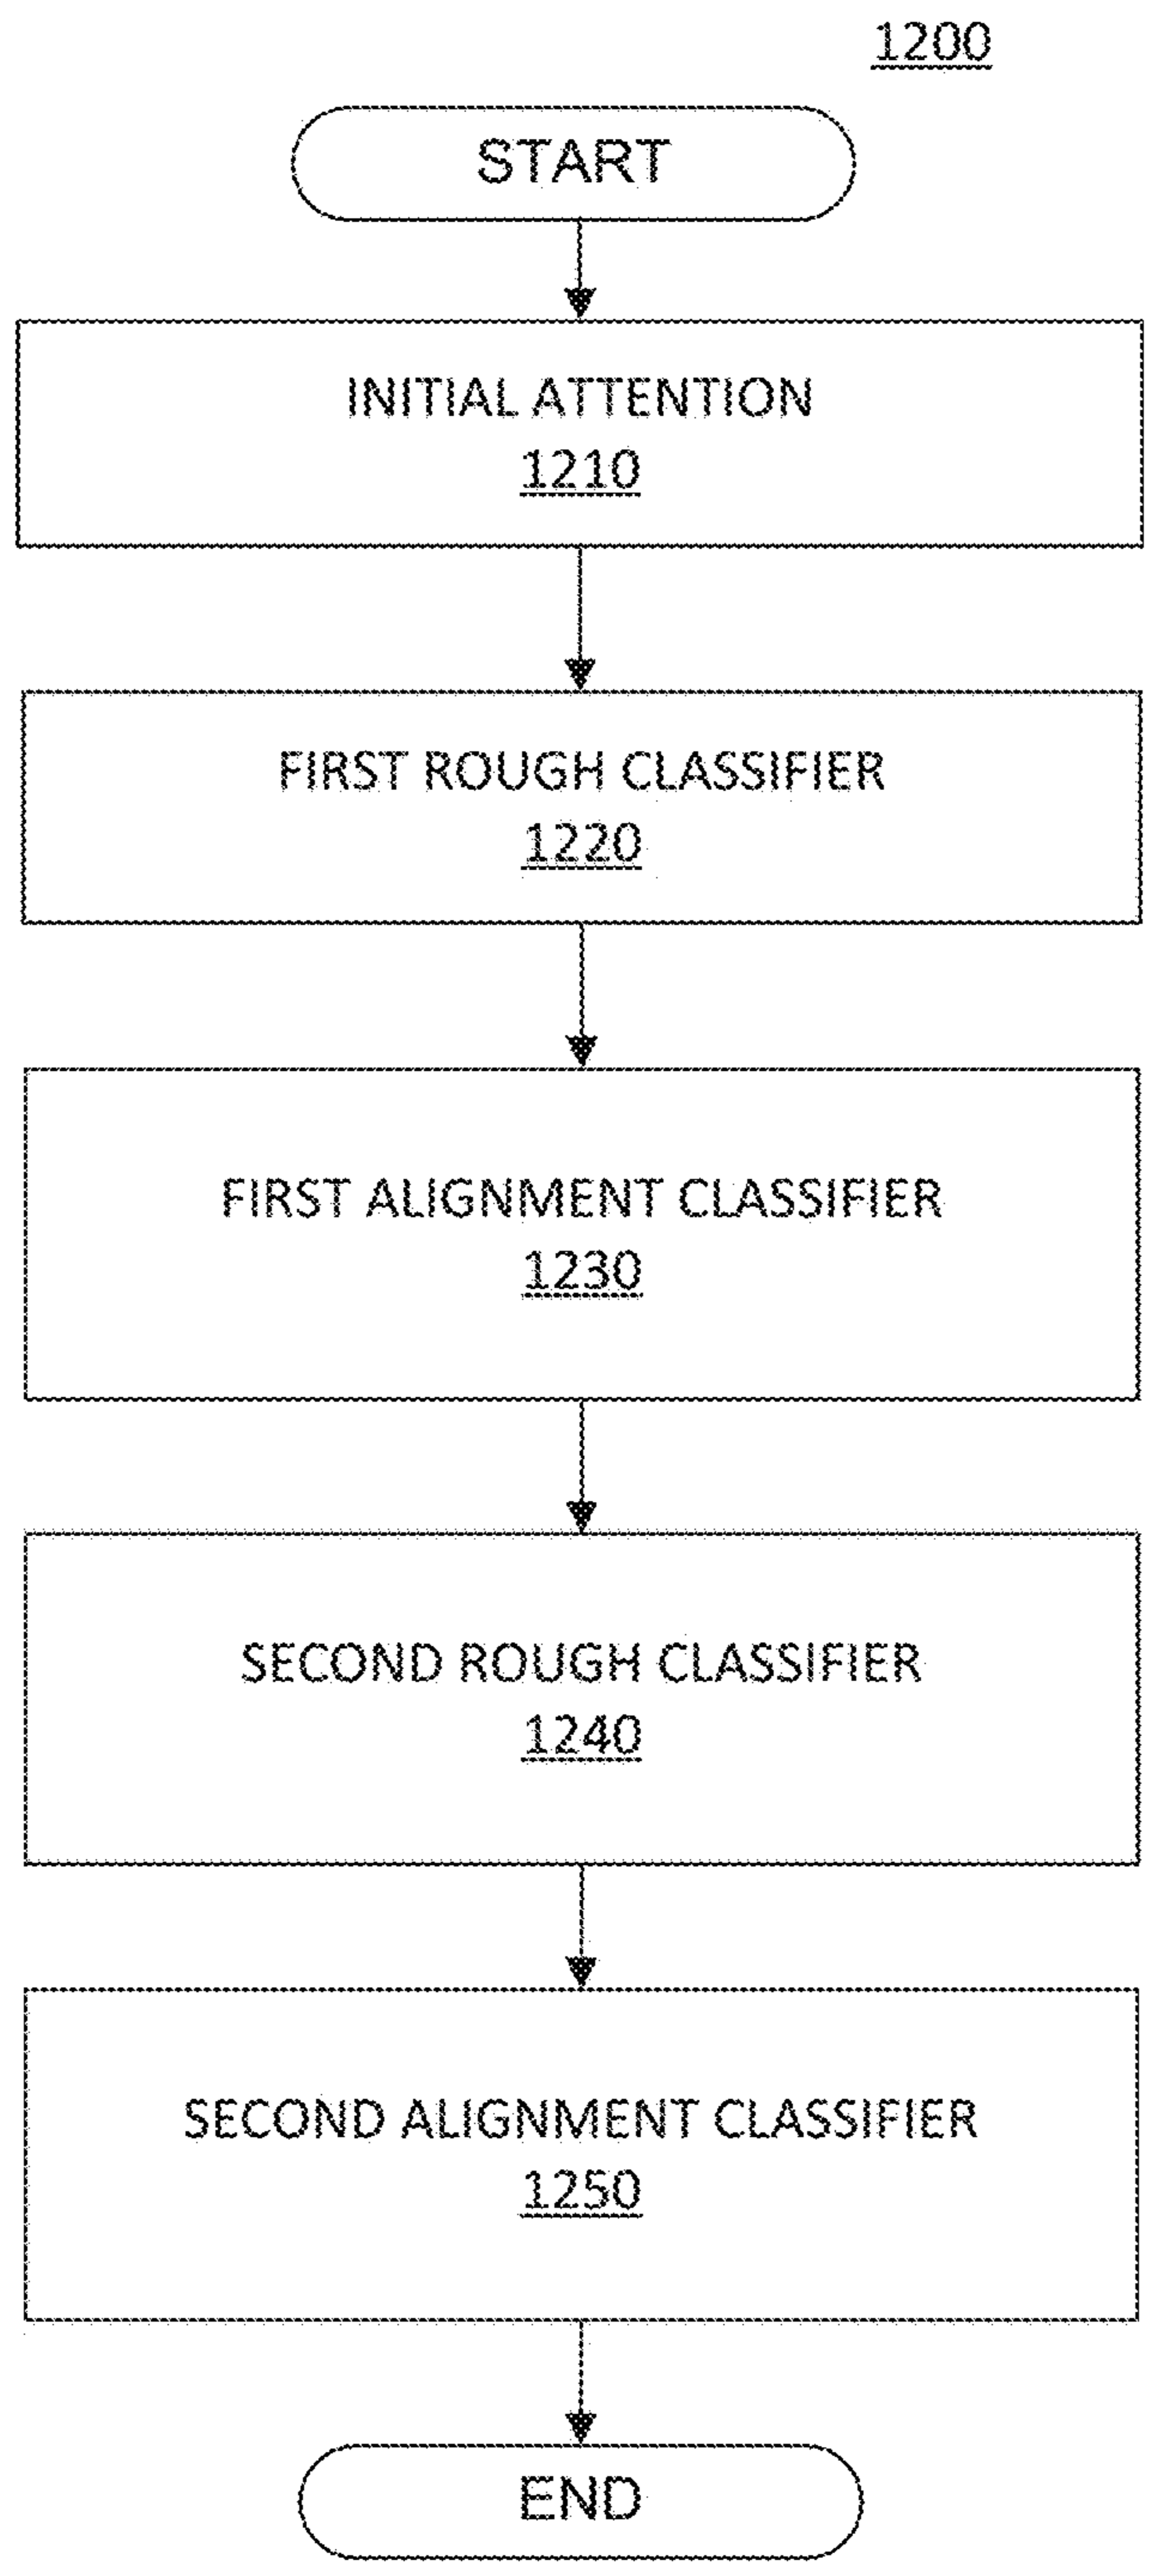 1200
START
INITIAL ATTENTION
1210
FIRST ROUGH CLASSIFIER
1220
FIRST ALIGNMENT CLASSIFIER
1230
SECOND ROUGH CLASSIFIER
1240
SECOND ALIGNMENT CLASSIFIER
1250
END